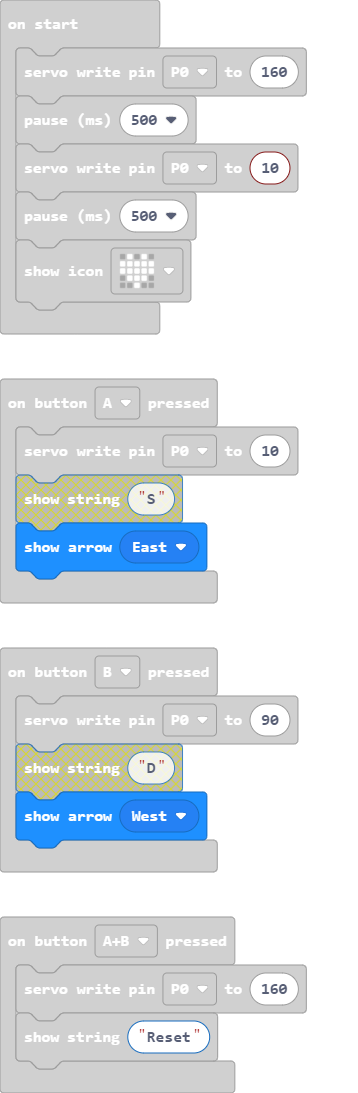 on start
servo write pin P0 to 160
pause (ms) 500
servo write pin P0 to 10
pause (ms) 500
show icon
on button A pressed
servo write pin P0 to 10
show string "S"
show arrow East
on button B pressed
servo write pin P0 to 90
show string "D"
show arrow West
on button A+B pressed
servo write pin P0 to 160
show string "Reset"